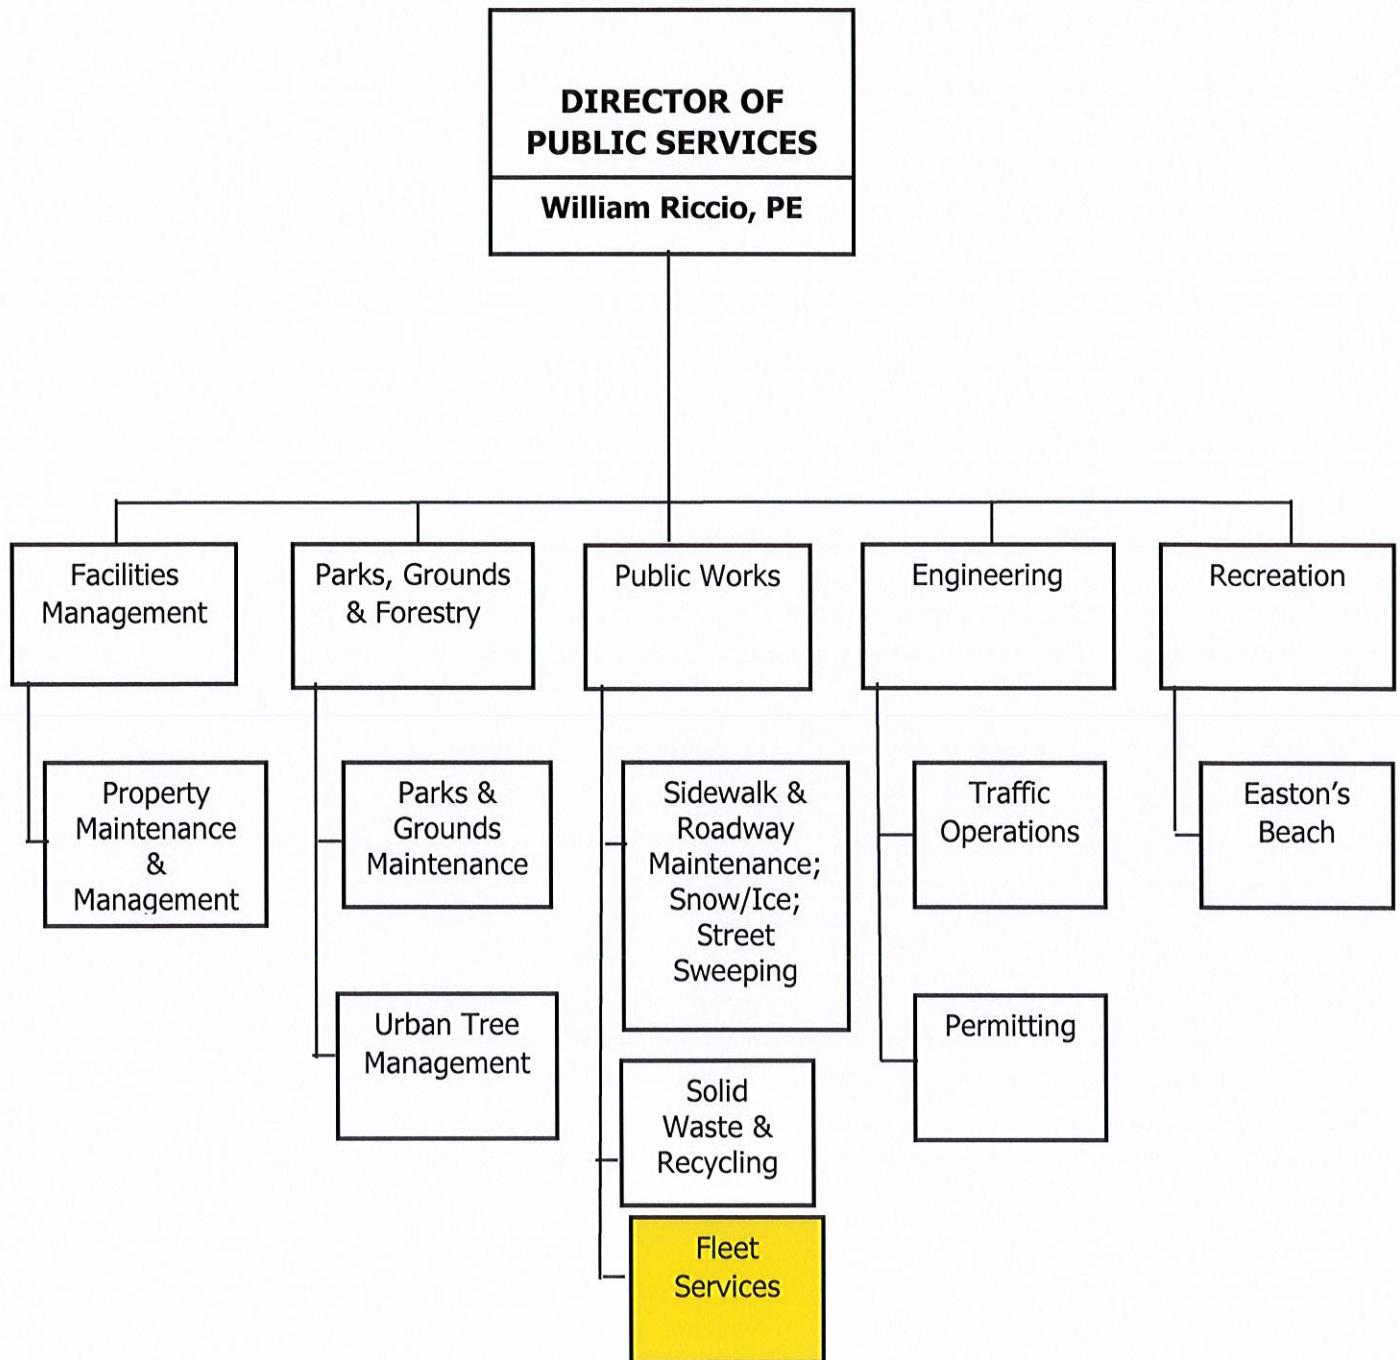 DIRECTOR OF
PUBLIC SERVICES
William Riccio, PE
Facilities
Management
Parks, Grounds
& Forestry
Public Works
Engineering
Recreation
Property
Maintenance
&
Management
Parks &
Grounds
Maintenance
Urban Tree
Management
Sidewalk &
Roadway
Maintenance;
Snow/Ice;
Street
Sweeping
Solid
Waste &
Recycling
Fleet
Services
Traffic
Operations
Permitting
Easton's
Beach